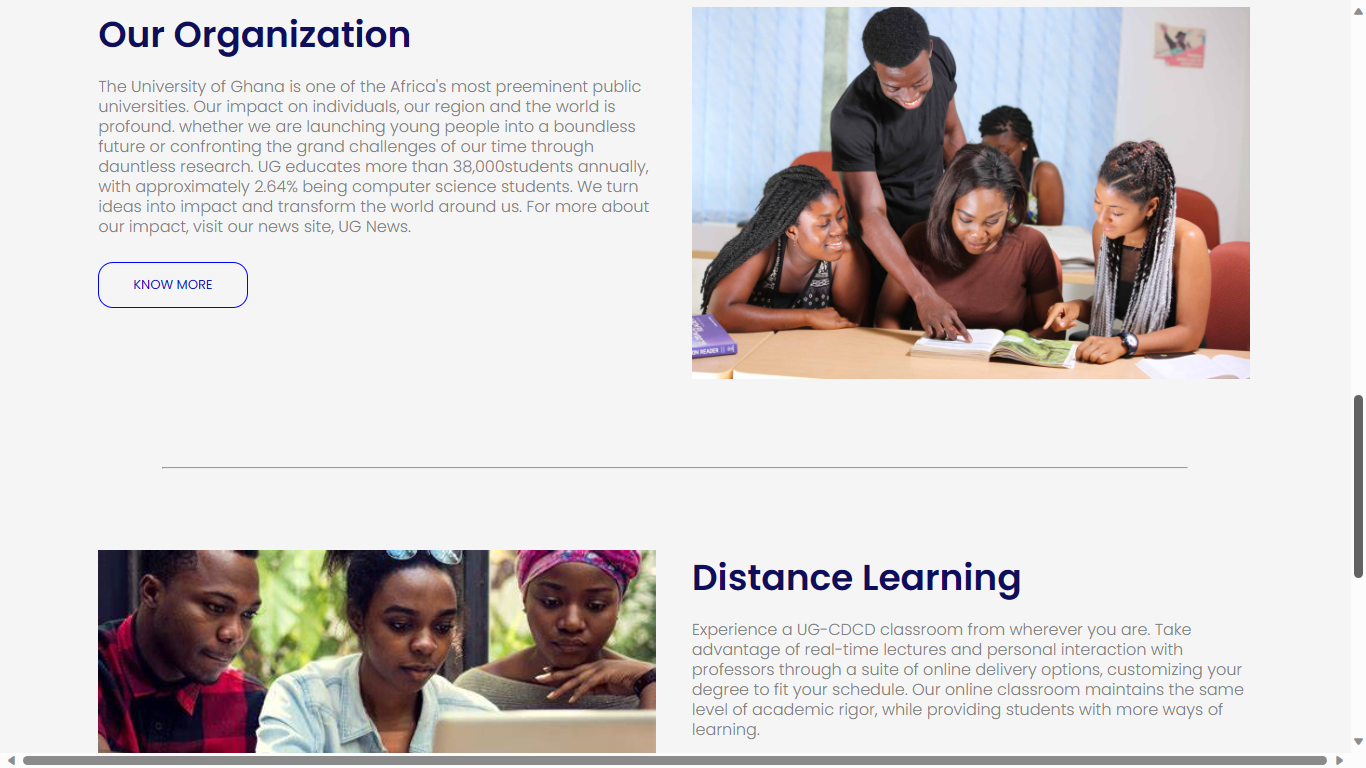 Our Organization
The University of Ghana is one of the Africa's most preeminent public
universities. Our impact on individuals, our region and the world is
profound. whether we are launching young people into a boundless
future or confronting the grand challenges of our time through
dauntless research. UG educates more than 38,000students annually,
with approximately 2.64% being computer science students. We turn
ideas into impact and transform the world around us. For more about
our impact, visit our news site, UG News.
KNOW MORE
Distance Learning
Experience a UG-CDCD classroom from wherever you are. Take
advantage of real-time lectures and personal interaction with
professors through a suite of online delivery options, customizing your
degree to fit your schedule. Our online classroom maintains the same
level of academic rigor, while providing students with more ways of
learning.